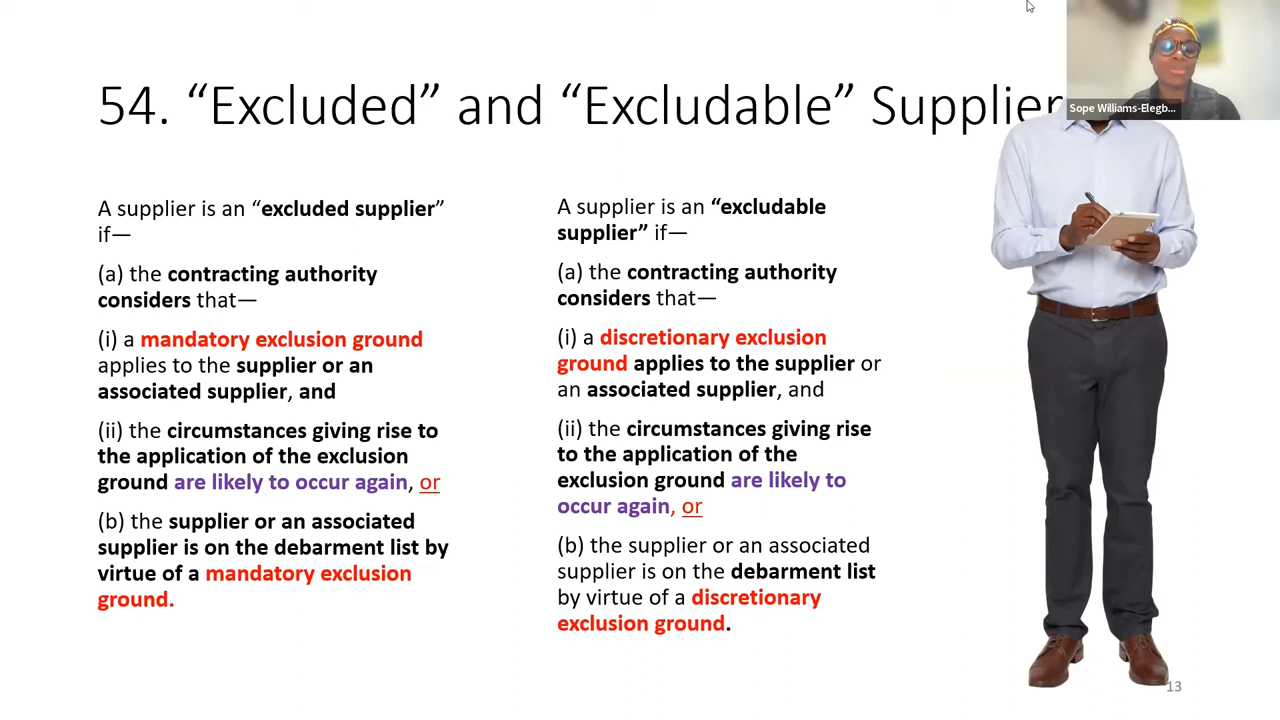 54. “Excluded” and “Excludable” Supplier
Sope Williams-Elegb...
A supplier is an “excluded supplier”
if—
(a) the contracting authority
considers that—
(i) a mandatory exclusion ground
applies to the supplier or an
associated supplier, and
(ii) the circumstances giving rise to
the application of the exclusion
ground are likely to occur again, or
(b) the supplier or an associated
supplier is on the debarment list by
virtue of a mandatory exclusion
ground.
A supplier is an “excludable
supplier” if—
(a) the contracting authority
considers that—
(i) a discretionary exclusion
ground applies to the supplier or
an associated supplier, and
(ii) the circumstances giving rise
to the application of the
exclusion ground are likely to
occur again, or
(b) the supplier or an associated
supplier is on the debarment list
by virtue of a discretionary
exclusion ground.
13